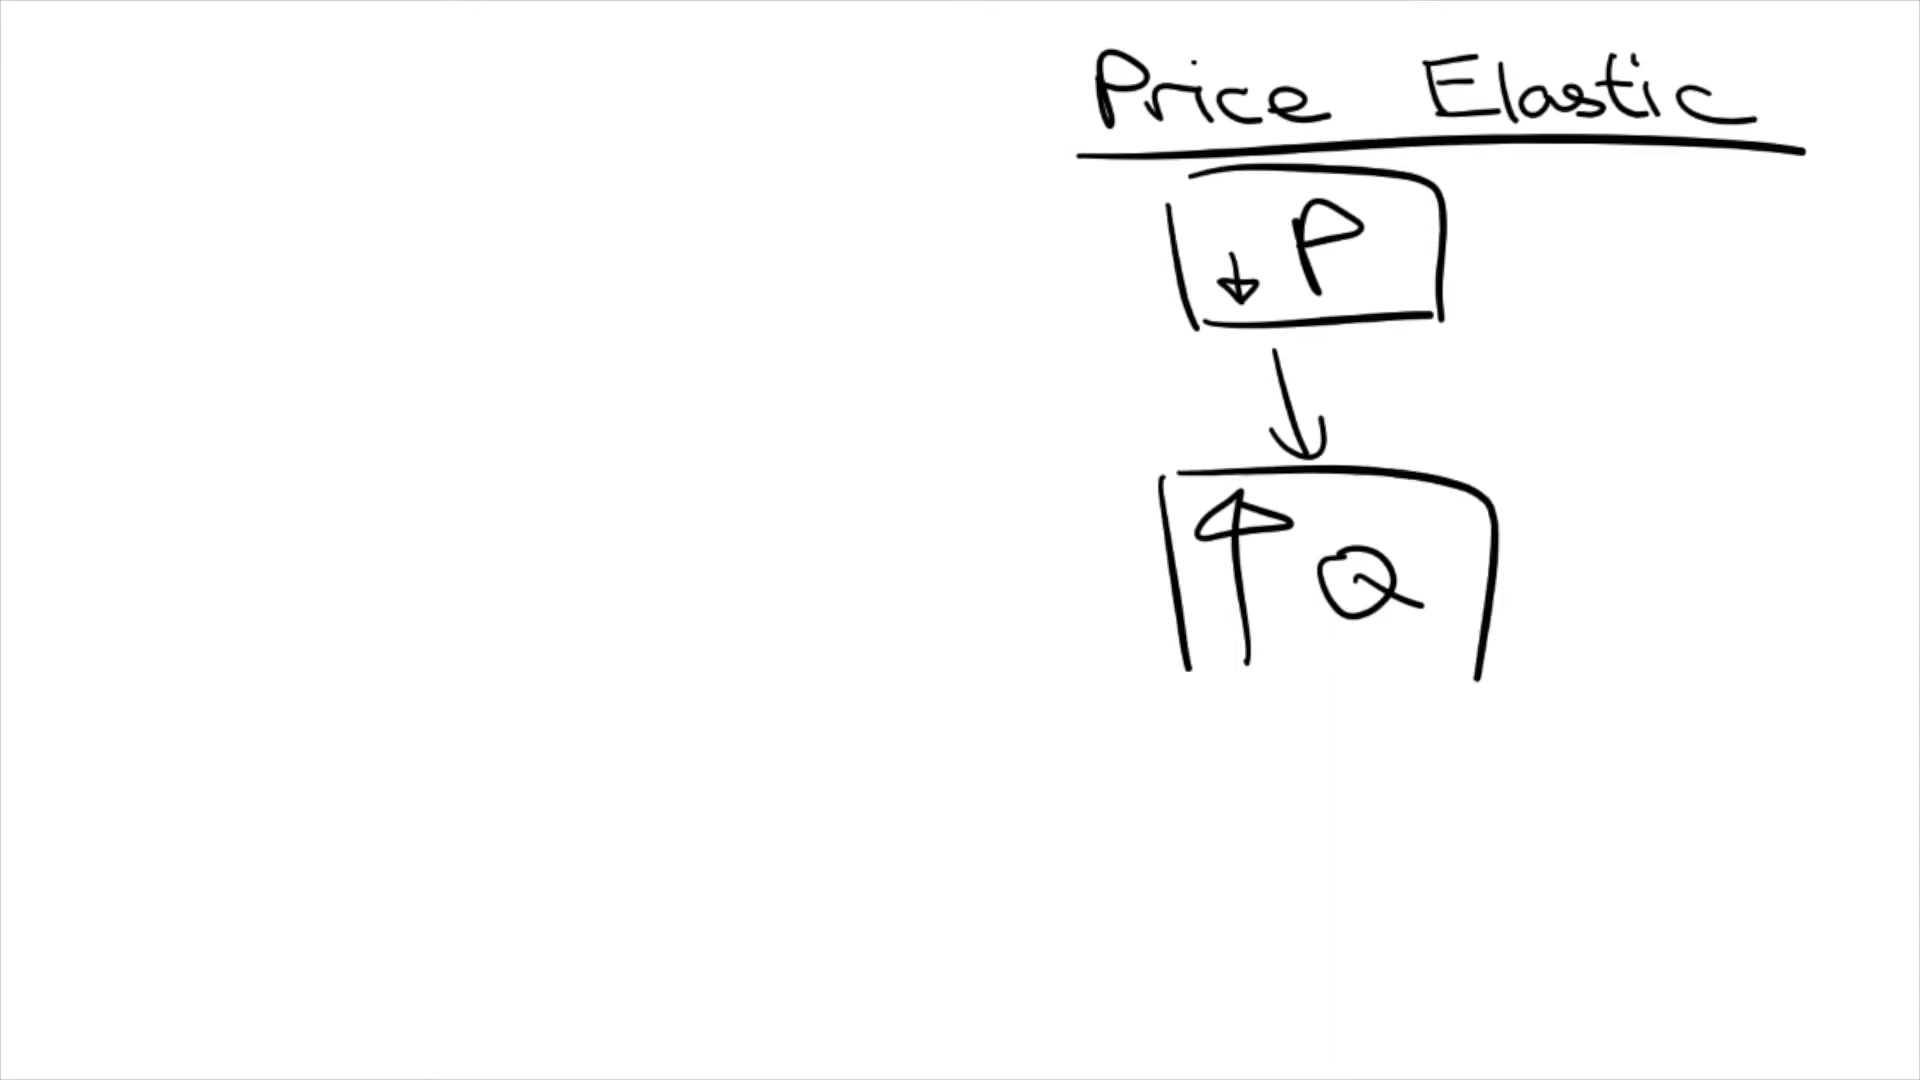 Price Elastic
↓ P
↑ Q